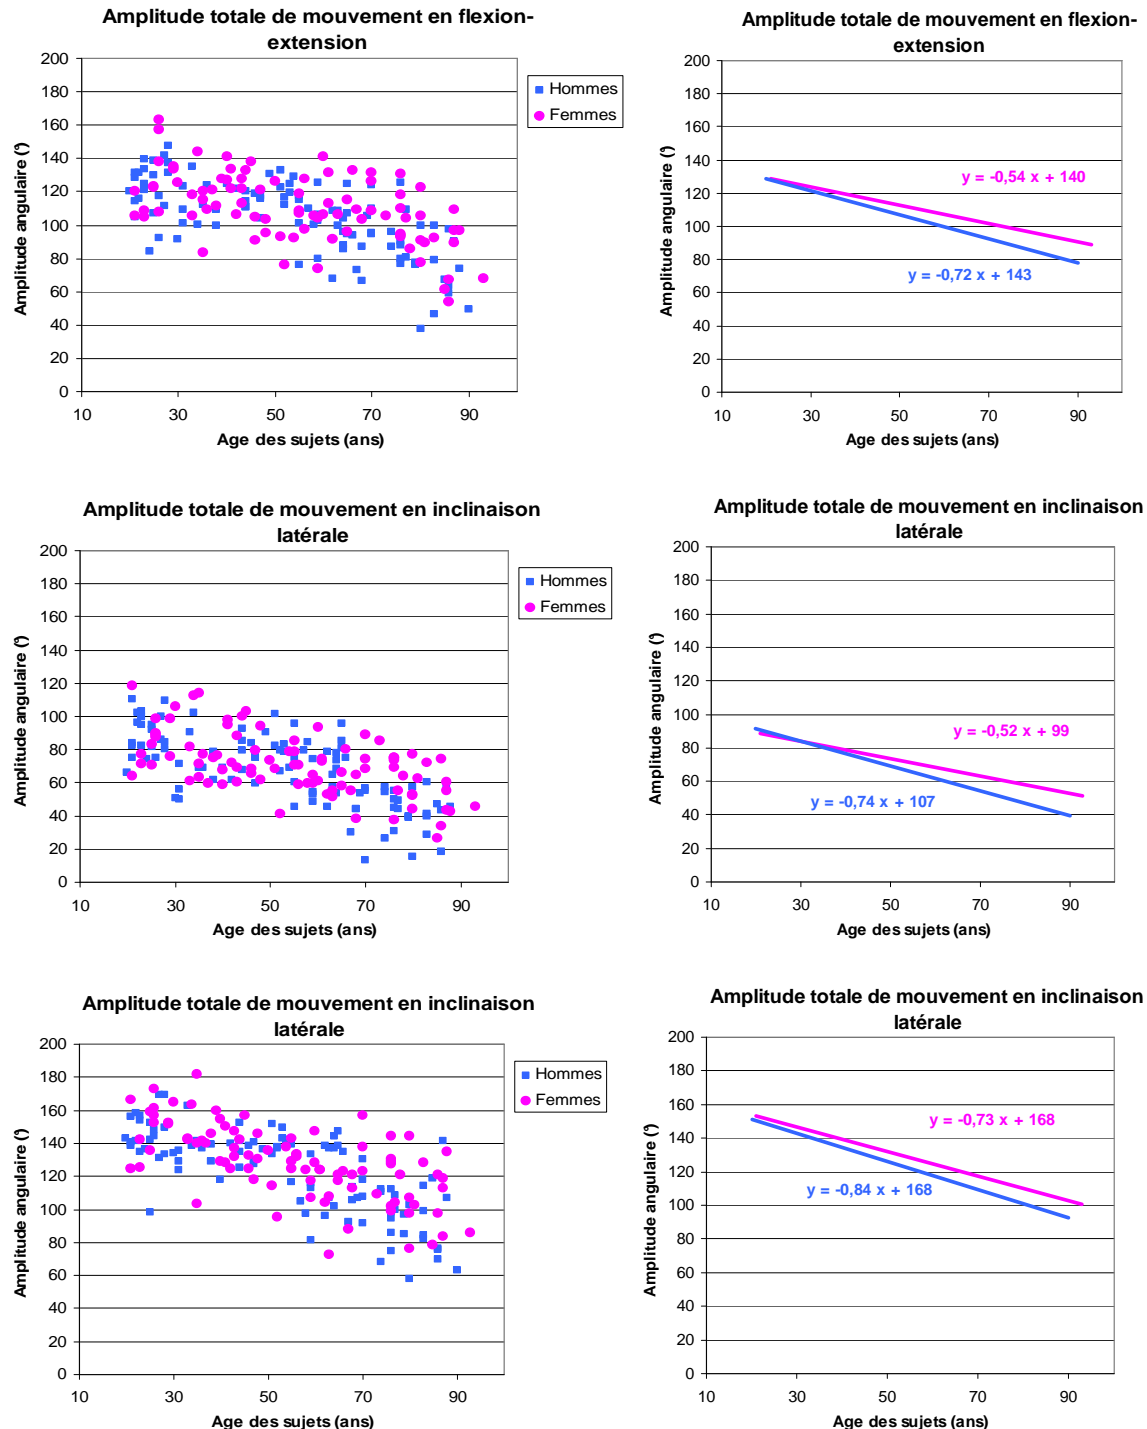 Amplitude totale de mouvement en flexion-
extension
200
180
160
140
120
100
80
60
40
20
0
10 30 50 70 90
Amplitude angulaire (°)
Age des sujets (ans)
Hommes
Femmes
Amplitude totale de mouvement en flexion-
extension
200
180
160
140
120
100
80
60
40
20
0
10 30 50 70 90
Amplitude angulaire (°)
Age des sujets (ans)
y = -0,54 x + 140
y = -0,72 x + 143
Amplitude totale de mouvement en inclinaison
latérale
200
180
160
140
120
100
80
60
40
20
0
10 30 50 70 90
Amplitude angulaire (°)
Age des sujets (ans)
Hommes
Femmes
Amplitude totale de mouvement en inclinaison
latérale
200
180
160
140
120
100
80
60
40
20
0
10 30 50 70 90
Amplitude angulaire (°)
Age des sujets (ans)
y = -0,52 x + 99
y = -0,74 x + 107
Amplitude totale de mouvement en inclinaison
latérale
200
180
160
140
120
100
80
60
40
20
0
10 30 50 70 90
Amplitude angulaire (°)
Age des sujets (ans)
Hommes
Femmes
Amplitude totale de mouvement en inclinaison
latérale
200
180
160
140
120
100
80
60
40
20
0
10 30 50 70 90
Amplitude angulaire (°)
Age des sujets (ans)
y = -0,73 x + 168
y = -0,84 x + 168